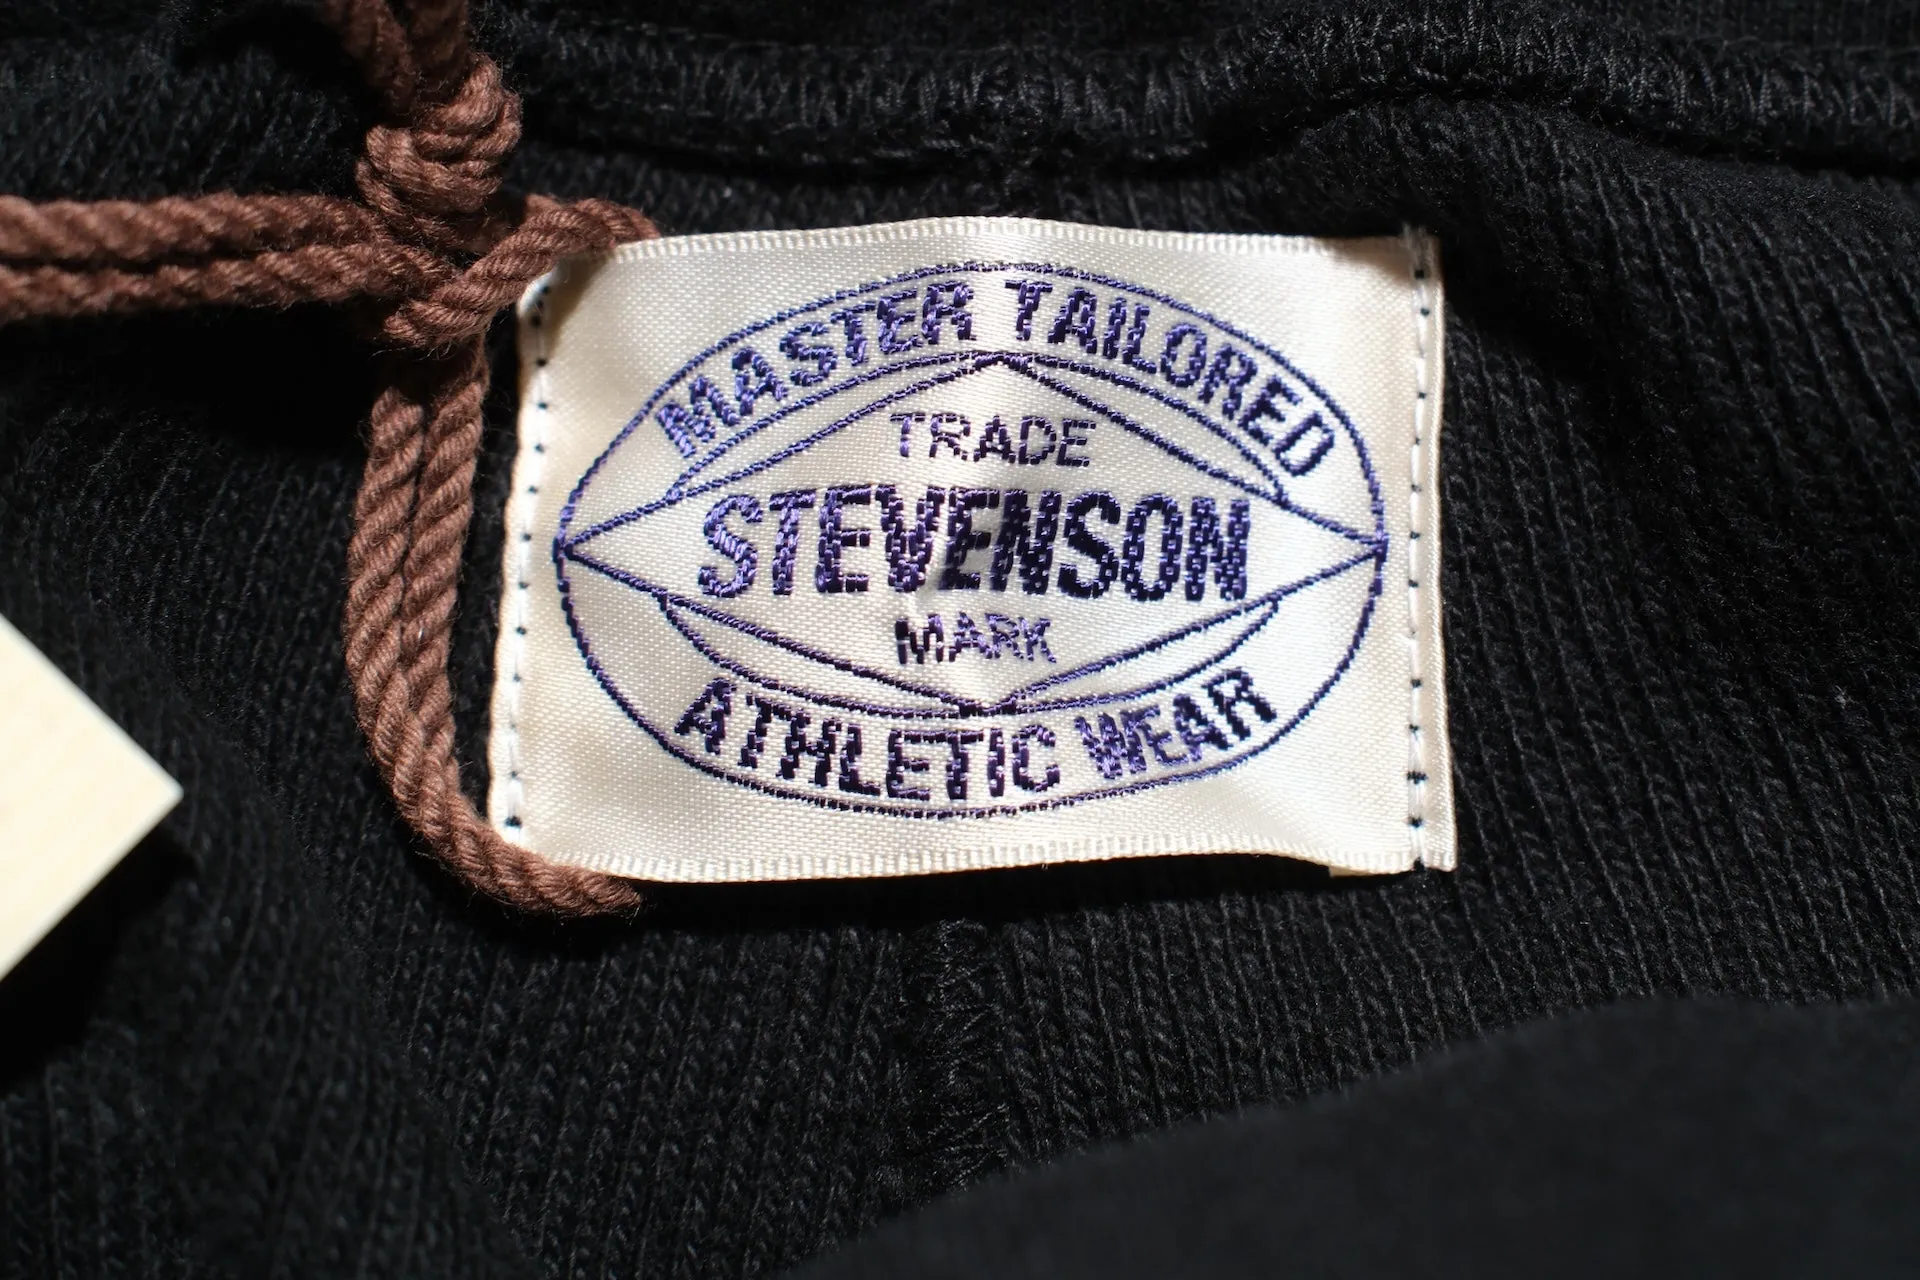 MASTER TAILORED
TRADE
STEVENSON
MARK
ATHLETIC WEAR